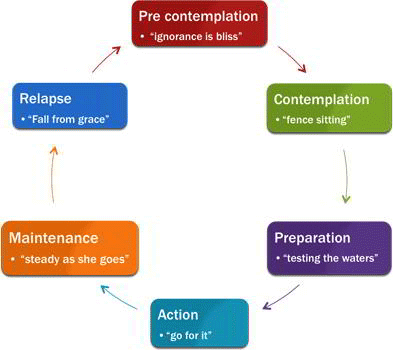 Pre contemplation
• “ignorance is bliss”
Contemplation
• “fence sitting”
Preparation
• “testing the waters”
Action
• “go for it”
Maintenance
• “steady as she goes”
Relapse
• “Fall from grace”